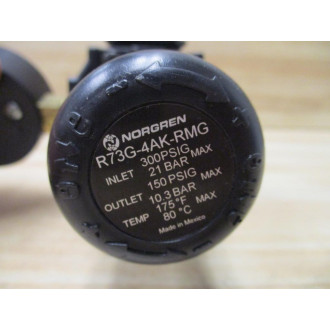 NORGREN
R73G-4AK-RMG
INLET 300PSIG MAX
21 BAR
OUTLET 150 PSIG MAX
10.3 BAR
TEMP 175°F MAX
80 °C
Made in Mexico